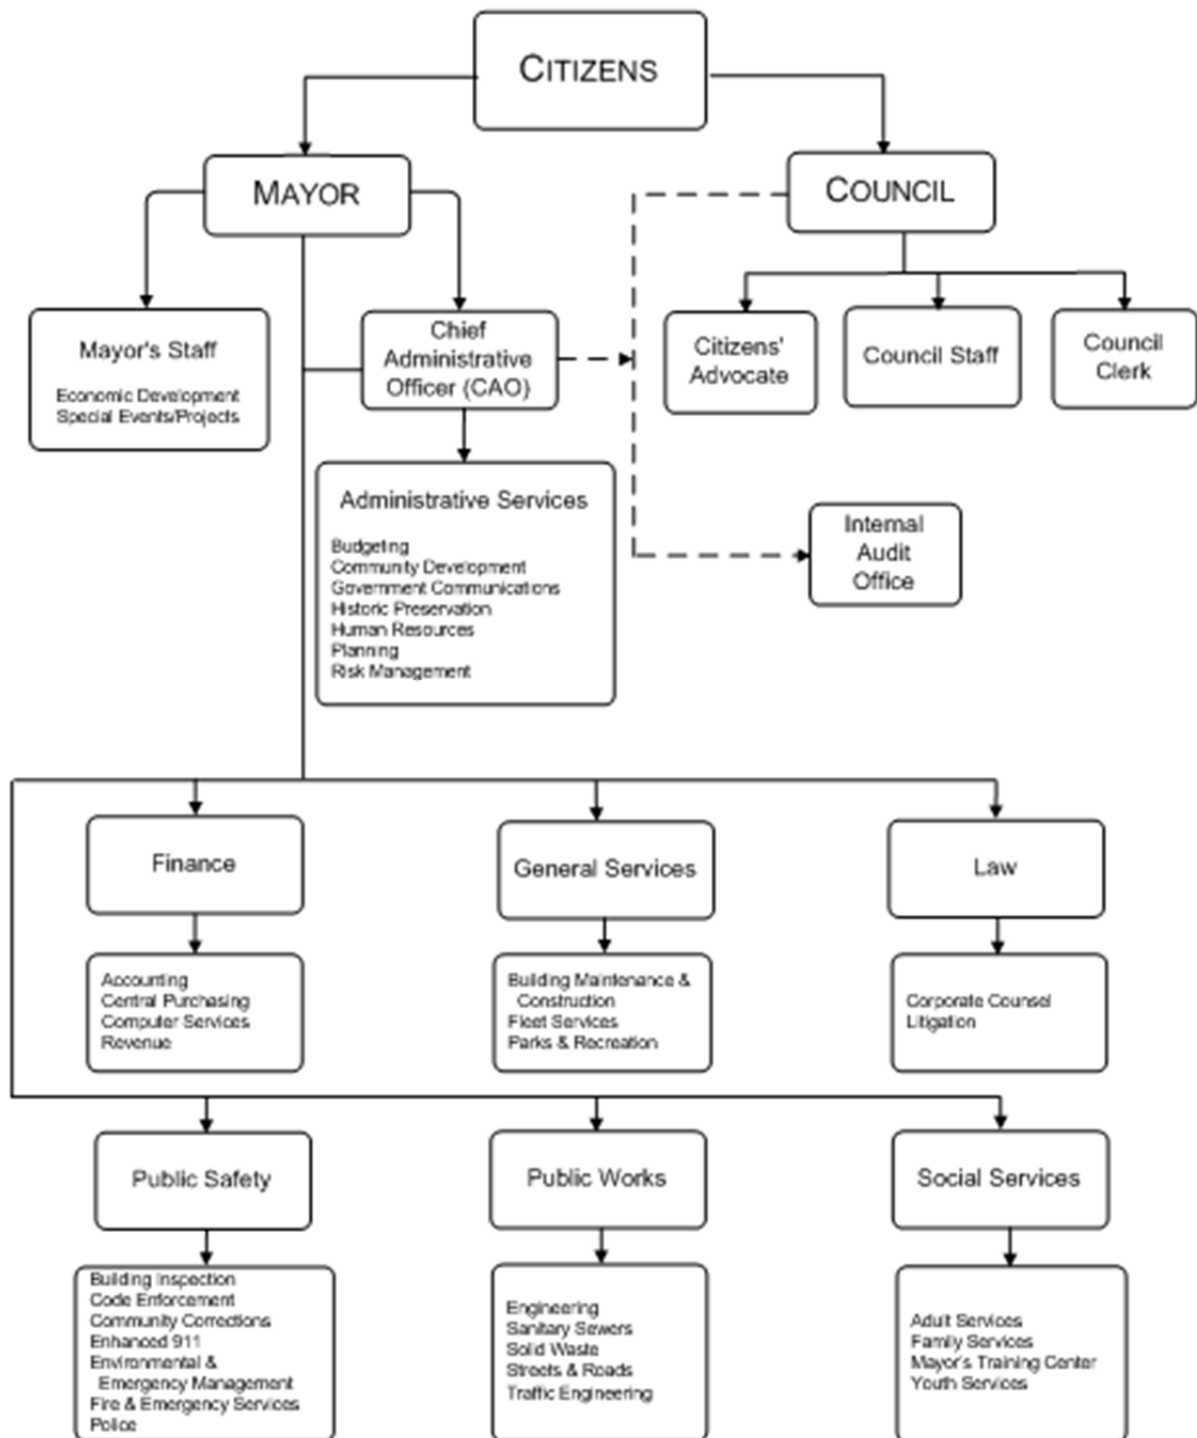 CITIZENS
MAYOR
COUNCIL
Mayor's Staff
Economic Development
Special Events/Projects
Chief
Administrative
Officer (CAO)
Citizens'
Advocate
Council Staff
Council
Clerk
Administrative Services
Budgeting
Community Development
Government Communications
Historic Preservation
Human Resources
Planning
Risk Management
Internal
Audit
Office
Finance
General Services
Law
Accounting
Central Purchasing
Computer Services
Revenue
Building Maintenance &
Construction
Fleet Services
Parks & Recreation
Corporate Counsel
Litigation
Public Safety
Public Works
Social Services
Building Inspection
Code Enforcement
Community Corrections
Enhanced 911
Environmental &
Emergency Management
Fire & Emergency Services
Police
Engineering
Sanitary Sewers
Solid Waste
Streets & Roads
Traffic Engineering
Adult Services
Family Services
Mayor's Training Center
Youth Services